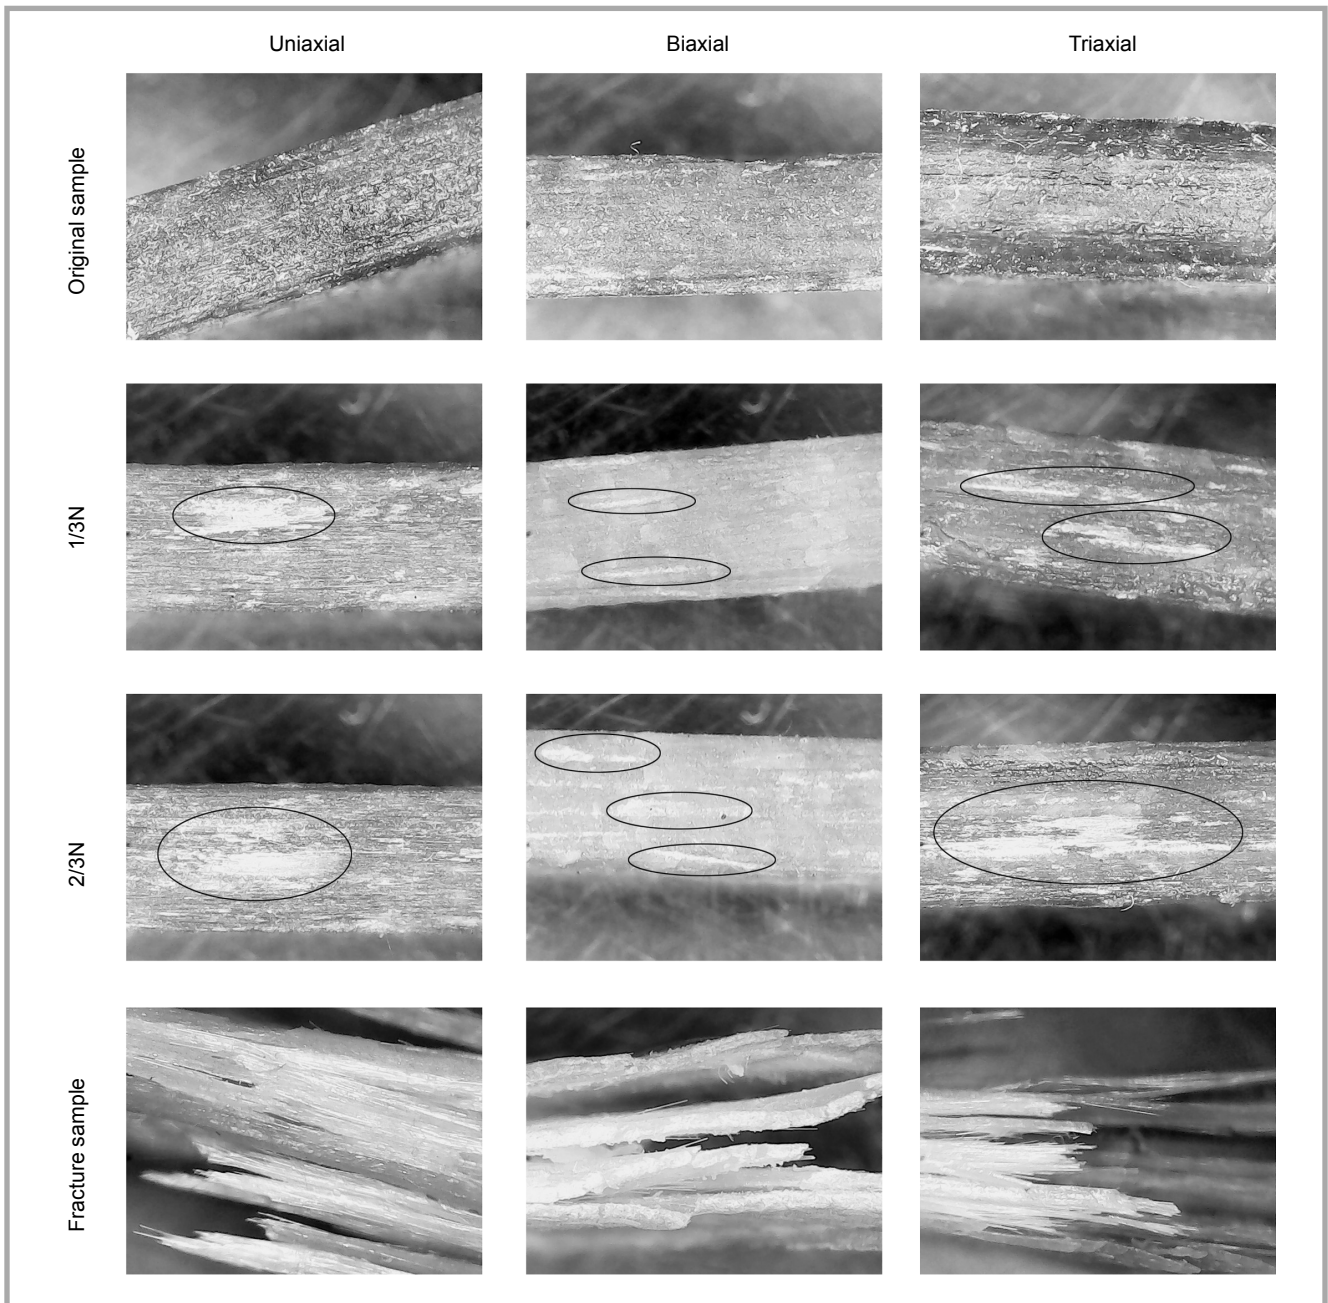 Uniaxial
Biaxial
Triaxial
Original sample
1/3N
2/3N
Fracture sample